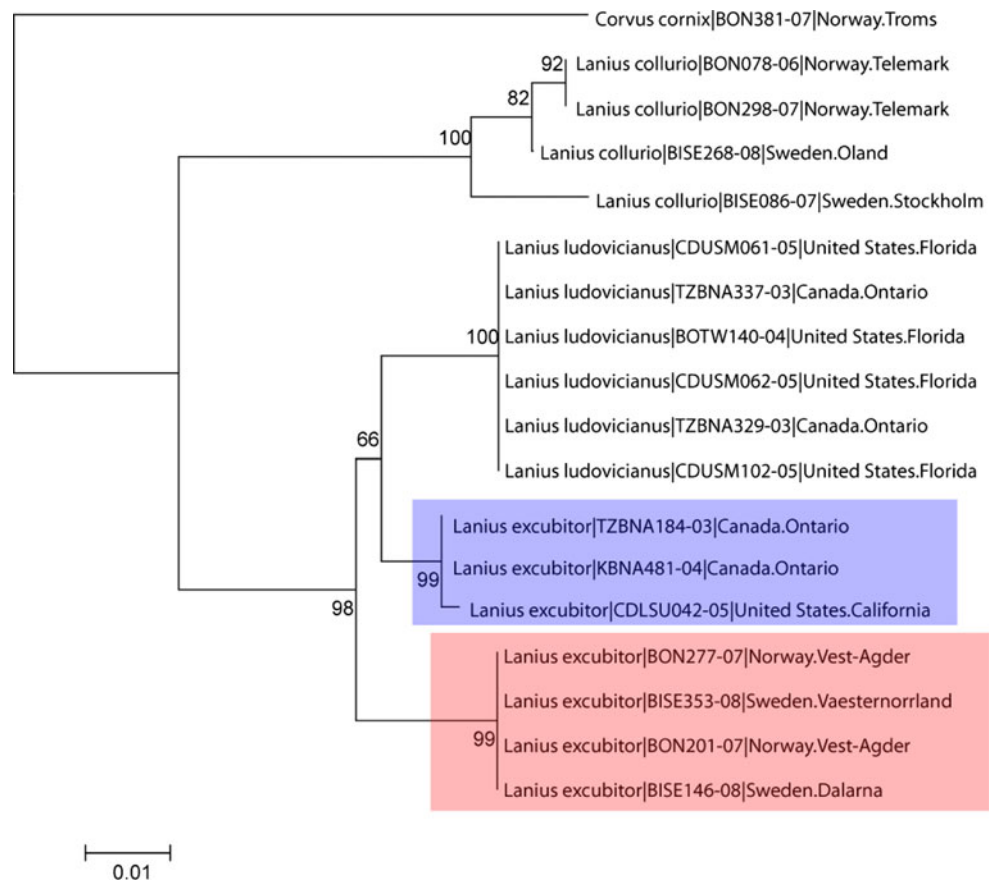 Corvus cornix|BON381-07|Norway.Troms
92
Lanius collurio|BON078-06|Norway.Telemark
82
Lanius collurio|BON298-07|Norway.Telemark
100
Lanius collurio|BISE268-08|Sweden.Oland
Lanius collurio|BISE086-07|Sweden.Stockholm
Lanius ludovicianus|CDUSM061-05|United States.Florida
Lanius ludovicianus|TZBNA337-03|Canada.Ontario
100
Lanius ludovicianus|BOTW140-04|United States.Florida
Lanius ludovicianus|CDUSM062-05|United States.Florida
66
Lanius ludovicianus|TZBNA329-03|Canada.Ontario
Lanius ludovicianus|CDUSM102-05|United States.Florida
Lanius excubitor|TZBNA184-03|Canada.Ontario
Lanius excubitor|KBNA481-04|Canada.Ontario
99
98
Lanius excubitor|CDLSU042-05|United States.California
Lanius excubitor|BON277-07|Norway.Vest-Agder
Lanius excubitor|BISE353-08|Sweden.Vaesternorrland
99
Lanius excubitor|BON201-07|Norway.Vest-Agder
Lanius excubitor|BISE146-08|Sweden.Dalarna
0.01